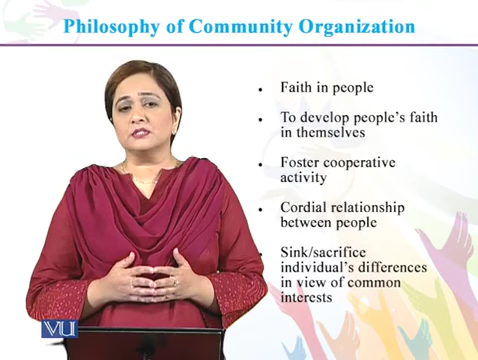 Philosophy of Community Organization
• Faith in people
• To develop people's faith
in themselves
• Foster cooperative
activity
• Cordial relationship
between people
• Sink/sacrifice
individual's differences
in view of common
interests
VU